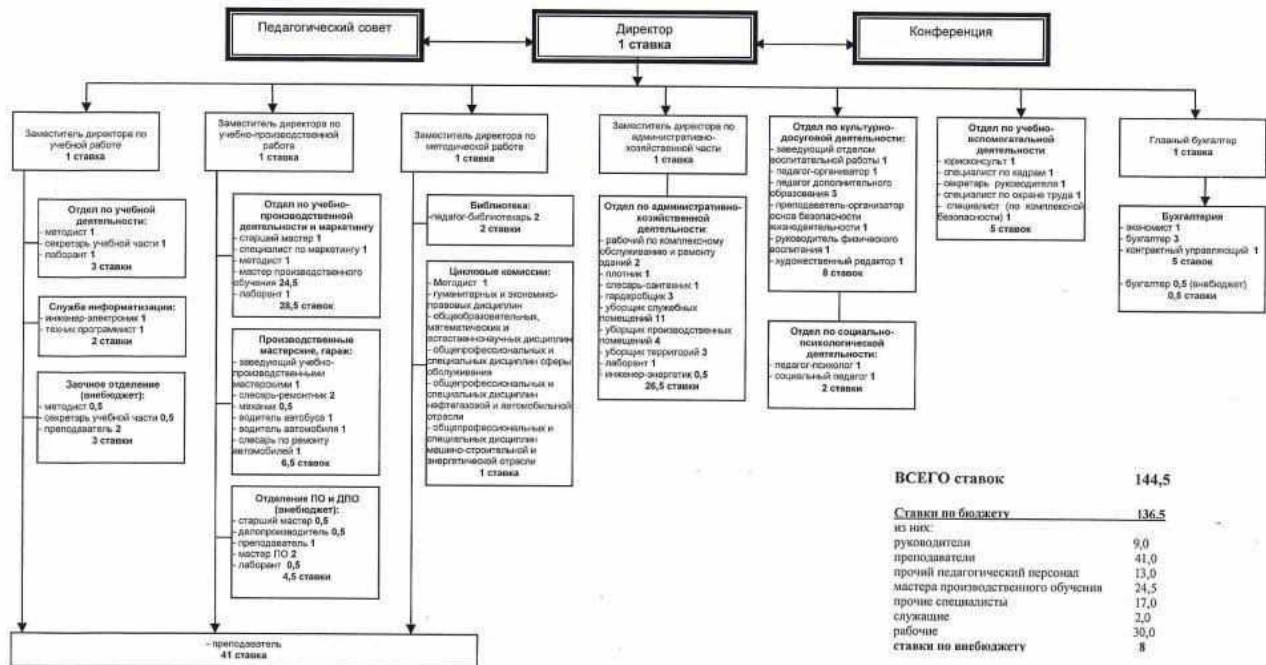 Педагогический совет
Директор
1 ставка
Конференция
Заместитель директора по
учебной работе
1 ставка
Отдел по учебной
деятельности:
- методист 1
- секретарь учебной части 1
- лаборант 1
3 ставки
Служба информатизации:
- инженер-электроник 1
- техник программист 1
2 ставки
Заочное отделение
(внебюджет):
- методист 0,5
- секретарь учебной части 0,5
- преподаватель 2
3 ставки
Заместитель директора по
учебно-производственной
работе
1 ставка
Отдел по учебно-
производственной
деятельности и маркетингу
- старший мастер 1
- специалист по маркетингу 1
- методист 1
- мастер производственного
обучения 24,5
- лаборант 1
28,5 ставок
Производственные
мастерские, гараж:
- заведующий учебно-
производственными
мастерскими 1
- слесарь-ремонтник 2
- механик 0,5
- водитель автобуса 1
- водитель автомобиля 1
- слесарь по ремонту
автомобилей 1
6,5 ставок
Отделение ПО и ДПО
(внебюджет):
- старший мастер 0,5
- делопроизводитель 0,5
- преподаватель 1
- мастер ПО 2
- лаборант 0,5
4,5 ставки
Заместитель директора по
методической работе
1 ставка
Библиотека:
-педагог-библиотекарь 2
2 ставки
Цикловые комиссии:
- Методист 1
- гуманитарных и экономико-
правовых дисциплин
- общеобразовательных,
математических и
естественнонаучных дисциплин
- общепрофессиональных и
специальных дисциплин сферы
обслуживания
- общепрофессиональных и
специальных дисциплин
нефтегазовой и автомобильной
отрасли
- общепрофессиональных и
специальных дисциплин
машино-строительной и
энергетической отрасли
1 ставка
- преподаватель
41 ставка
Заместитель директора по
административно-
хозяйственной части
1 ставка
Отдел по административно-
хозяйственной
деятельности:
- рабочий по комплексному
обслуживанию и ремонту
зданий 2
- плотник 1
- слесарь-сантехник 1
- гардеробщик 3
- уборщик служебных
помещений 11
- уборщик производственных
помещений 4
- уборщик территорий 3
- лаборант 1
- инженер-энергетик 0,5
26,5 ставок
Отдел по культурно-
досуговой деятельности:
- заведующий отделом
воспитательной работы 1
- педагог-организатор 1
- педагог дополнительного
образования 3
- преподаватель-организатор
основ безопасности
жизнедеятельности 1
- руководитель физического
воспитания 1
- художественный редактор 1
8 ставок
Отдел по социально-
психологической
деятельности:
- педагог-психолог 1
- социальный педагог 1
2 ставки
Отдел по учебно-
вспомогательной
деятельности
- юрисконсульт 1
- специалист по кадрам 1
- секретарь руководителя 1
- специалист по охране труда 1
- специалист (по комплексной
безопасности) 1
5 ставок
Главный бухгалтер
1 ставка
Бухгалтерия
- экономист 1
- бухгалтер 3
- контрактный управляющий 1
5 ставок
- бухгалтер 0,5 (внебюджет)
0,5 ставки
ВСЕГО ставок 144,5
Ставки по бюджету 136.5
из них:
руководители 9,0
преподаватели 41,0
прочий педагогический персонал 13,0
мастера производственного обучения 24,5
прочие специалисты 17,0
служащие 2,0
рабочие 30,0
ставки по внебюджету 8